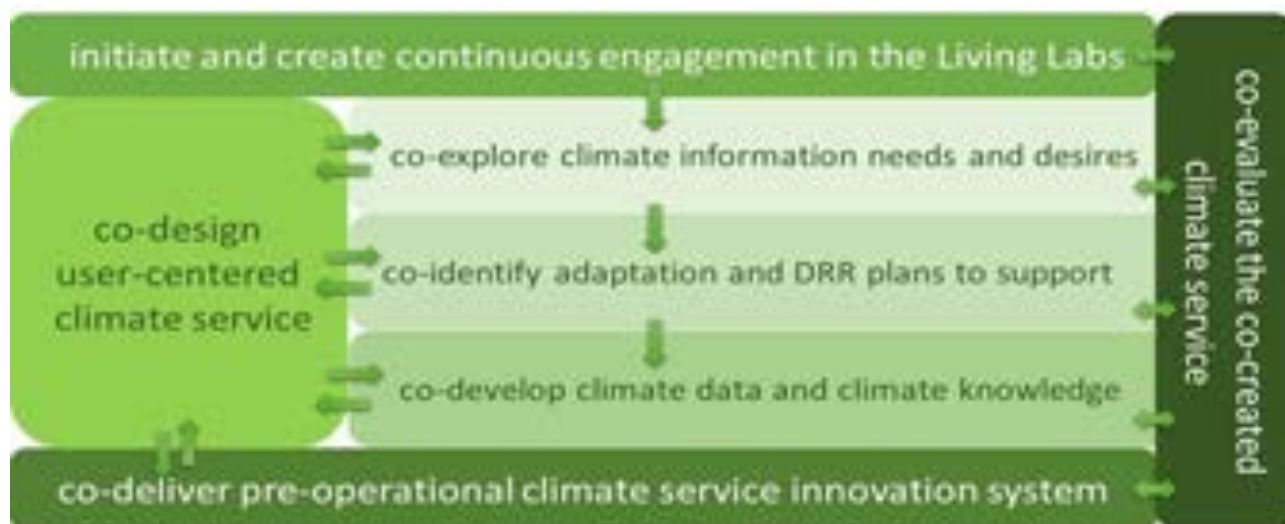 initiate and create continuous engagement in the Living Labs
co-explore climate information needs and desires
co-design
user-centered
climate service
co-identify adaptation and DRR plans to support
co-develop climate data and climate knowledge
co-deliver pre-operational climate service innovation system
co-evaluate the co-created
climate service